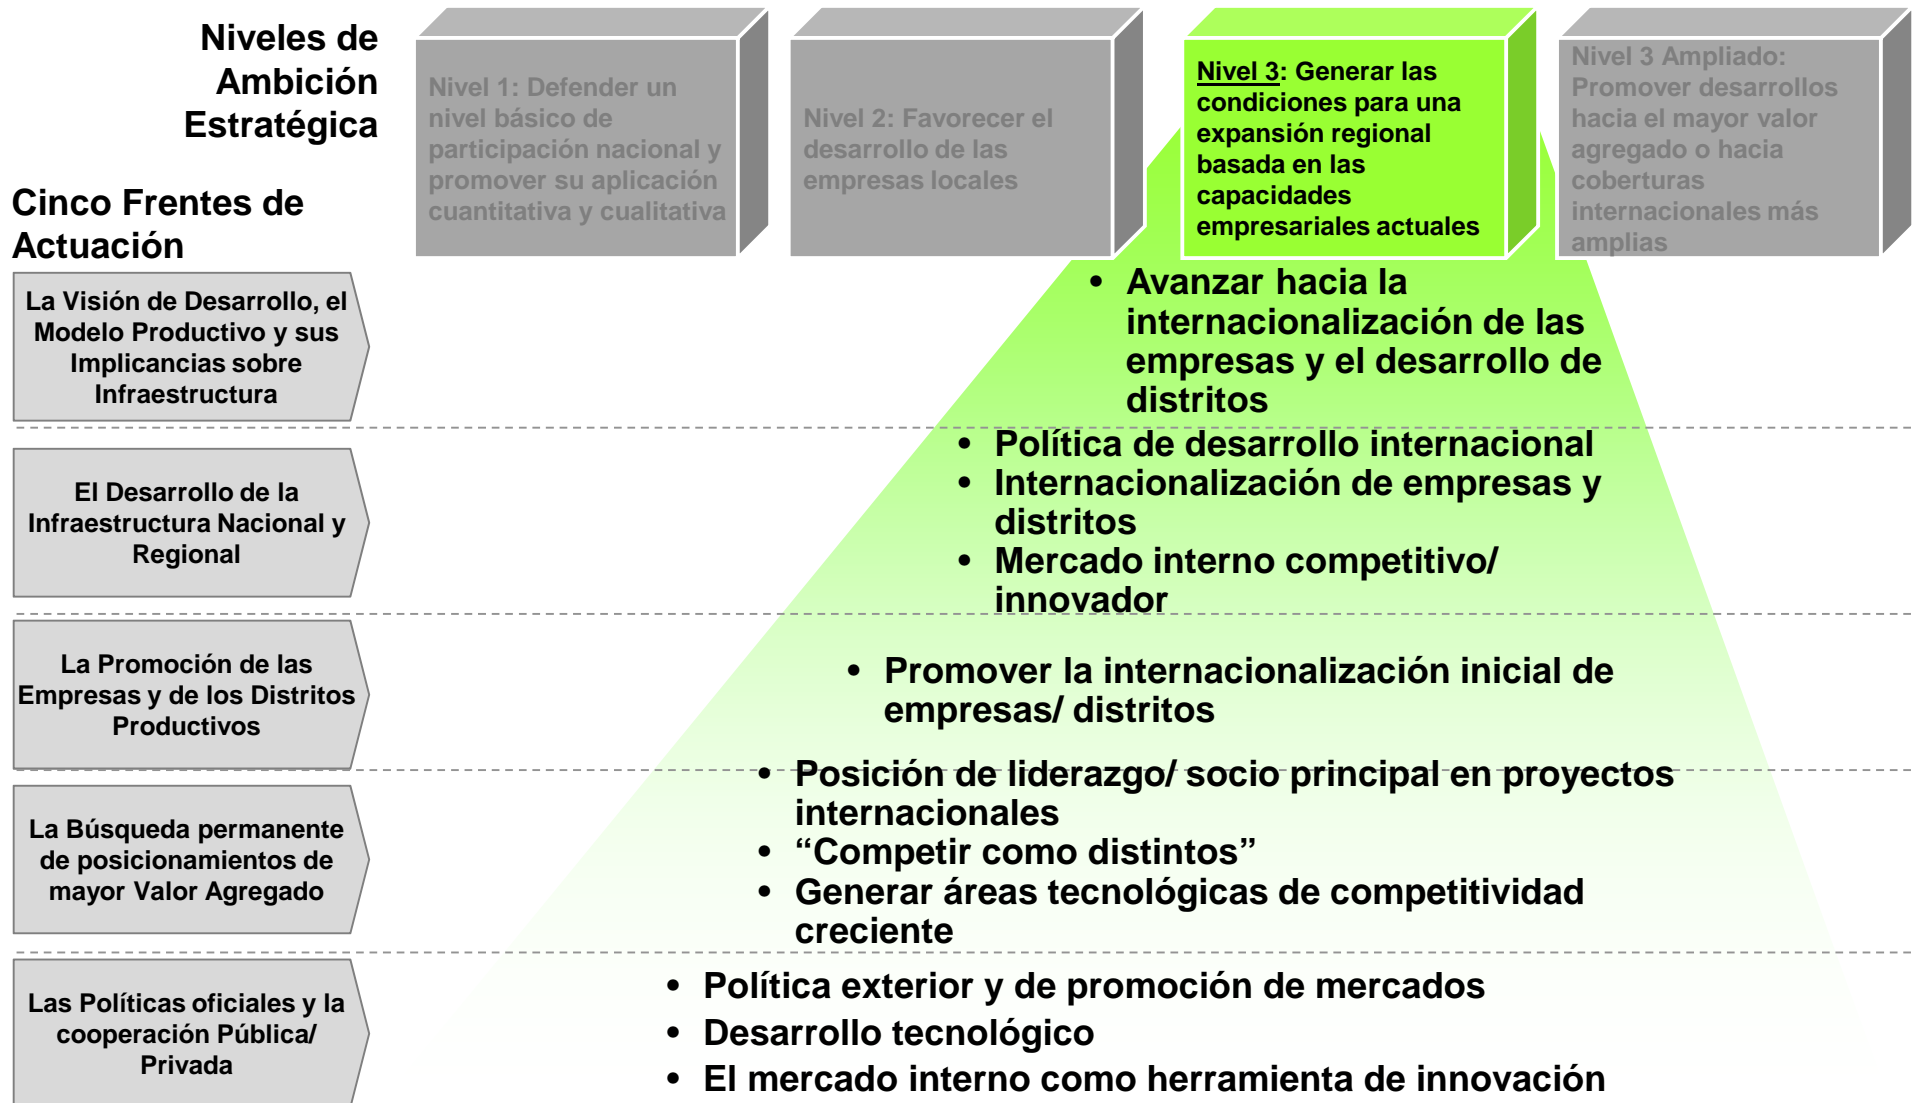 Niveles de
Ambición
Estratégica
Nivel 1: Defender un
nivel básico de
participación nacional y
promover su aplicación
cuantitativa y cualitativa
Nivel 2: Favorecer el
desarrollo de las
empresas locales
Nivel 3: Generar las
condiciones para una
expansión regional
basada en las
capacidades
empresariales actuales
Nivel 3 Ampliado:
Promover desarrollos
hacia el mayor valor
agregado o hacia
coberturas
internacionales más
amplias
Cinco Frentes de
Actuación
La Visión de Desarrollo, el
Modelo Productivo y sus
Implicancias sobre
Infraestructura
• Avanzar hacia la
internacionalización de las
empresas y el desarrollo de
distritos
El Desarrollo de la
Infraestructura Nacional y
Regional
• Política de desarrollo internacional
• Internacionalización de empresas y
distritos
• Mercado interno competitivo/
innovador
La Promoción de las
Empresas y de los Distritos
Productivos
• Promover la internacionalización inicial de
empresas/ distritos
La Búsqueda permanente
de posicionamientos de
mayor Valor Agregado
• Posición de liderazgo/ socio principal en proyectos
internacionales
• “Competir como distintos”
• Generar áreas tecnológicas de competitividad
creciente
Las Políticas oficiales y la
cooperación Pública/
Privada
• Política exterior y de promoción de mercados
• Desarrollo tecnológico
• El mercado interno como herramienta de innovación